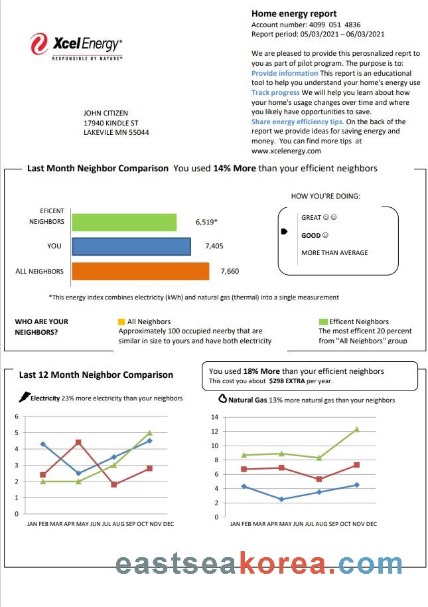 Home energy report
Account number: 4099 051 4836
Report period: 05/03/2021 – 06/03/2021
XcelEnergy®
RESPONSIBLE BY NATURE®
We are pleased to provide this perosnalized reprt to
you as part of pilot program. The purpose is to:
Provide information This report is an educational
tool to help you understand your home's energy use
Track progress We will help you learn about how
your home's usage changes over time and where
you likely have opportunities to save.
Share energy efficiency tips. On the back of the
report we provide ideas for saving energy and
money. You can find more tips at
www.xcelenergy.com
JOHN CITIZEN
17940 KINDLE ST
LAKEVILE MN 55044
Last Month Neighbor Comparison You used 14% More than your efficient neighbors
EFICENT
NEIGHBORS
6,519*
YOU
7,405
ALL NEIGHBORS
7,660
HOW YOU'RE DOING:
GREAT ☺☺
GOOD ☺
MORE THAN AVERAGE
*This energy index combines electricity (kWh) and natural gas (thermal) into a single measurement
WHO ARE YOUR
NEIGHBORS?
All Neighbors
Approximately 100 occupied neerby that are
similar in size to yours and have both electricity
Efficent Neighbors
The most efficient 20 percent
from "All Neighbors" group
Last 12 Month Neighbor Comparison
You used 18% More than your efficient neighbors
This cost you about $298 EXTRA per year.
Electricity 23% more electricity than your neighbors
6
5
4
3
2
1
0
JAN FEB MAR APR MAY JUN JUL AUG SEP OCT NOV DEC
Natural Gas 13% more natural gas than your neighbors
14
12
10
8
6
4
2
0
JAN FEB MAR APR MAY JUN JUL AUG SEP OCT NOV DEC
eastseakorea.com